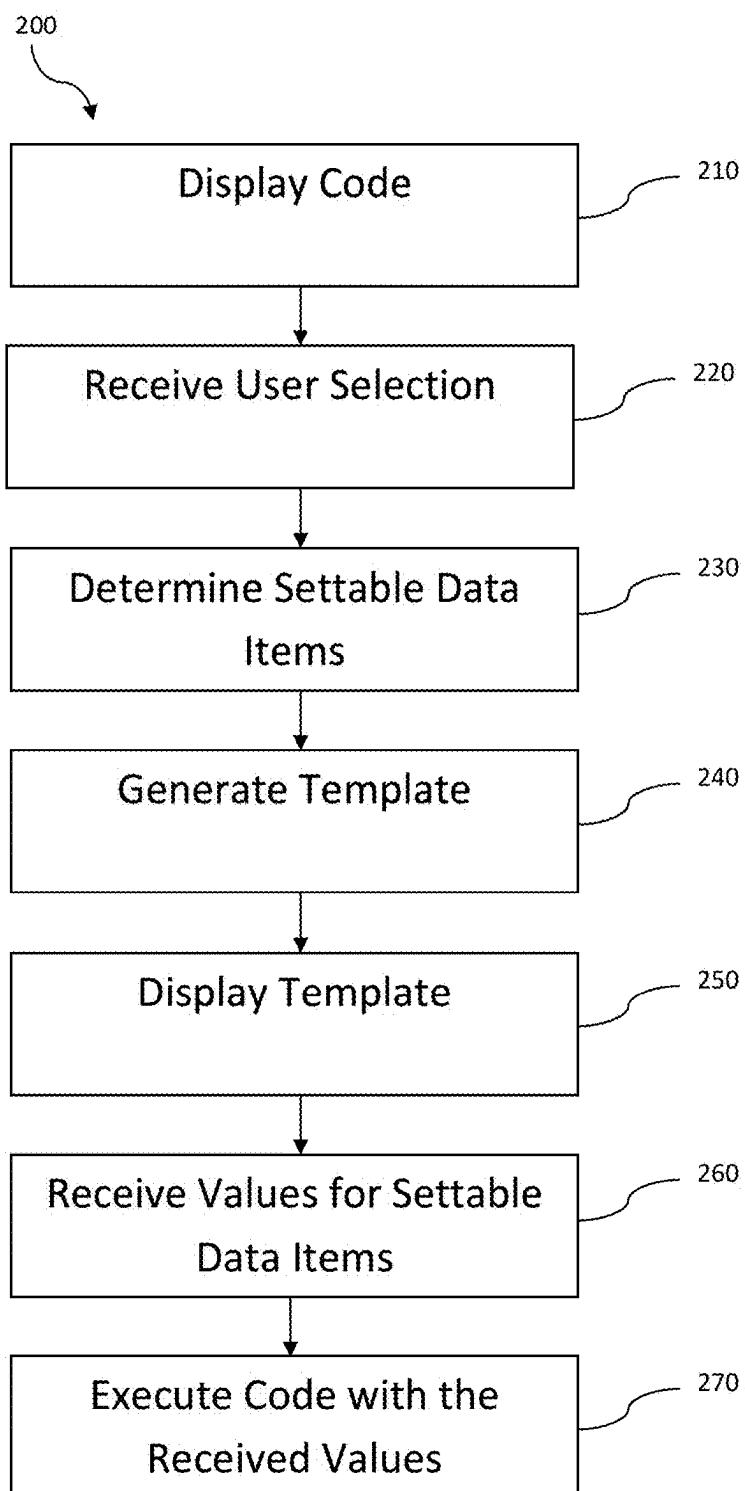 200
Display Code
210
Receive User Selection
220
Determine Settable Data
Items
230
Generate Template
240
Display Template
250
Receive Values for Settable
Data Items
260
Execute Code with the
Received Values
270